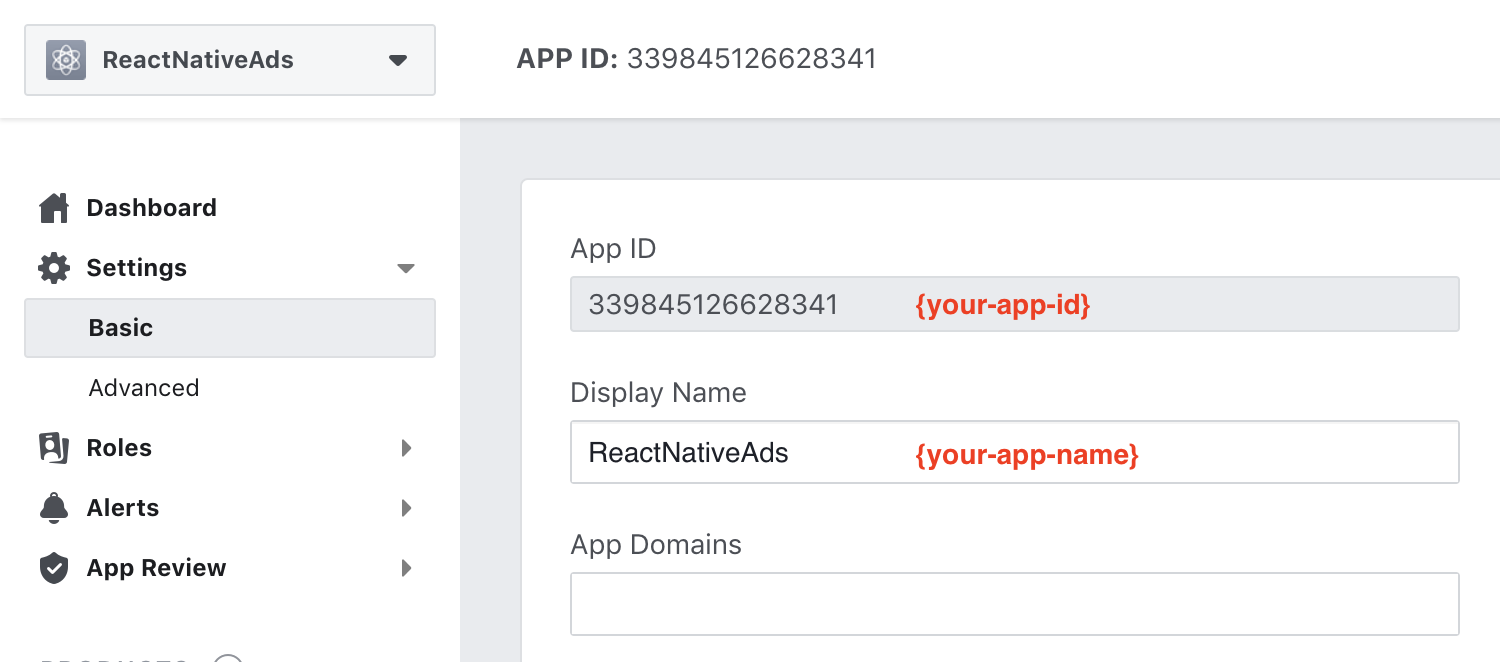 ReactNativeAds
APP ID: 339845126628341
Dashboard
Settings
Basic
Advanced
Roles
Alerts
App Review
App ID
339845126628341 {your-app-id}
Display Name
ReactNativeAds {your-app-name}
App Domains